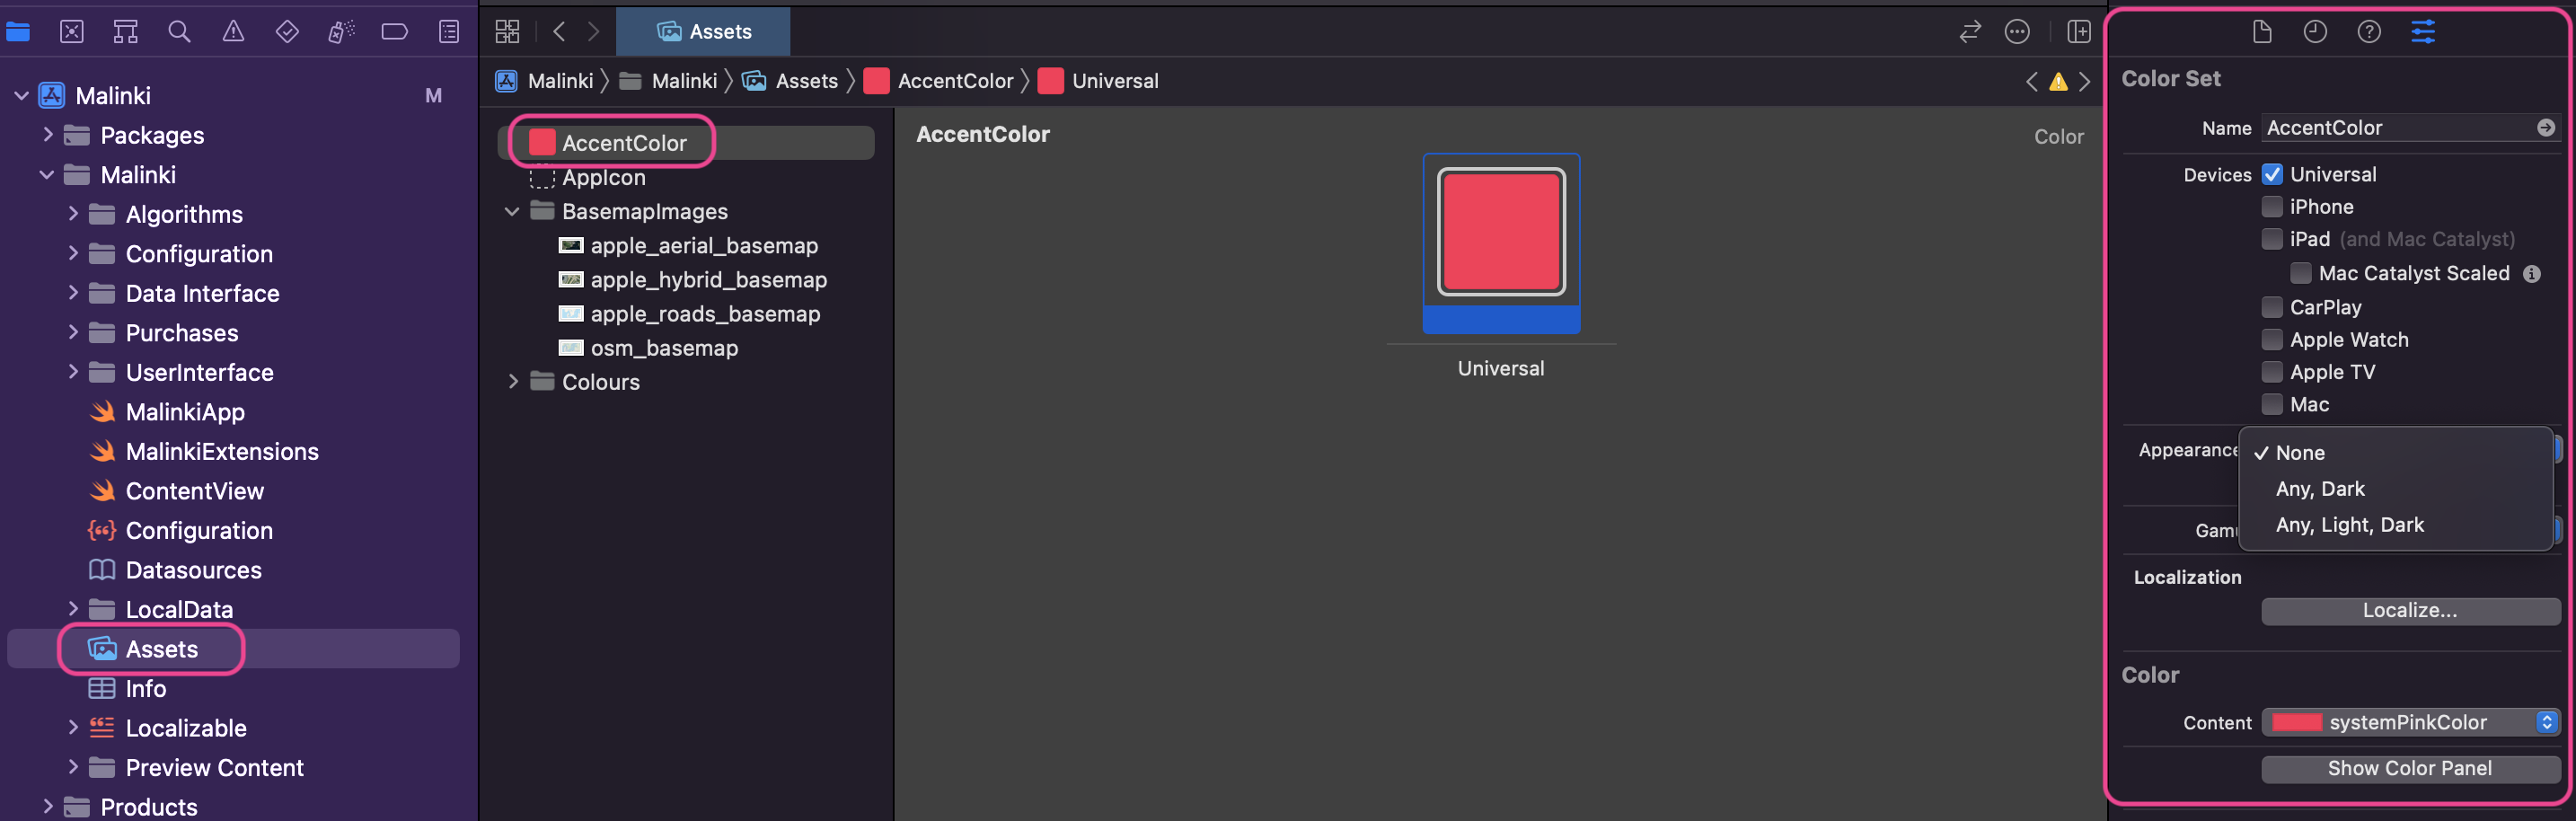 Malinki
M
Packages
Malinki
Algorithms
Configuration
Data Interface
Purchases
UserInterface
MalinkiApp
MalinkiExtensions
ContentView
Configuration
Datasources
LocalData
Assets
Info
Localizable
Preview Content
Products
Assets
Malinki
Malinki
Assets
AccentColor
Universal
AccentColor
AppIcon
BasemapImages
apple_aerial_basemap
apple_hybrid_basemap
apple_roads_basemap
osm_basemap
Colours
AccentColor
Color
Universal
Color Set
Name AccentColor
Devices Universal
iPhone
iPad (and Mac Catalyst)
Mac Catalyst Scaled
CarPlay
Apple Watch
Apple TV
Mac
Appearance
None
Any, Dark
Any, Light, Dark
Gamu
Localization
Localize...
Color
Content systemPinkColor
Show Color Panel